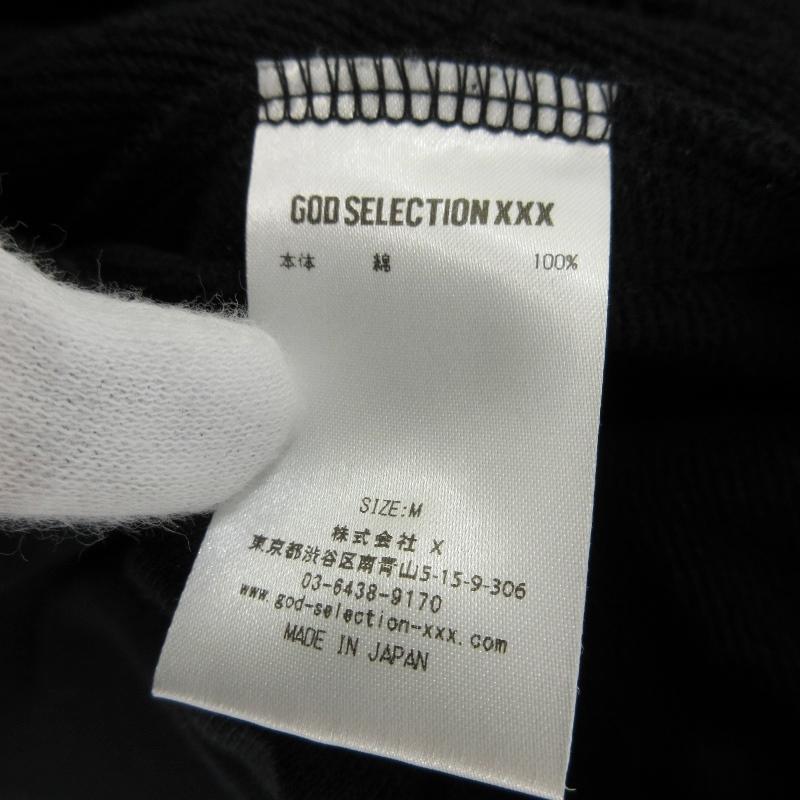 GOD SELECTION XXX
本体 綿 100%
SIZE:M
株式会社 X
東京都渋谷区南青山5-15-9-306
03-6438-9170
www.god-selection-xxx.com
MADE IN JAPAN